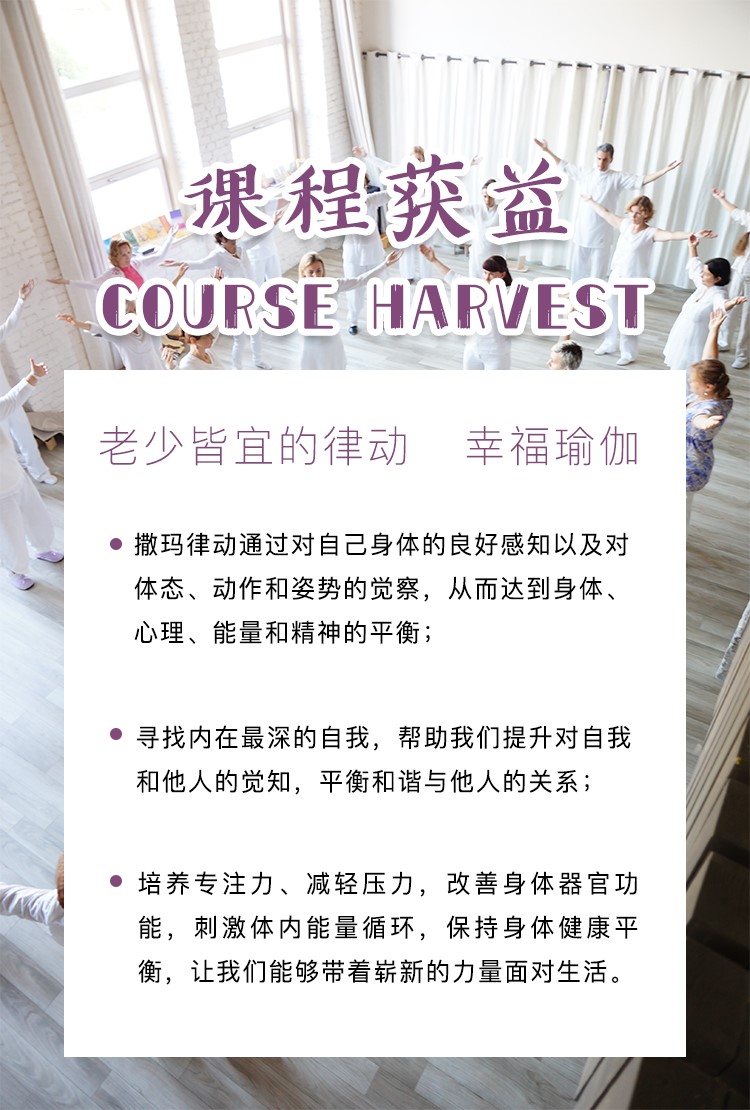 课程获益
COURSE HARVEST
老少皆宜的律动 幸福瑜伽
撒玛律动通过对自己身体的良好感知以及对
体态、动作和姿势的觉察，从而达到身体、
心理、能量和精神的平衡；
寻找内在最深的自我，帮助我们提升对自我
和他人的觉知，平衡和谐与他人的关系；
培养专注力、减轻压力，改善身体器官功
能，刺激体内能量循环，保持身体健康平
衡，让我们能够带着崭新的力量面对生活。